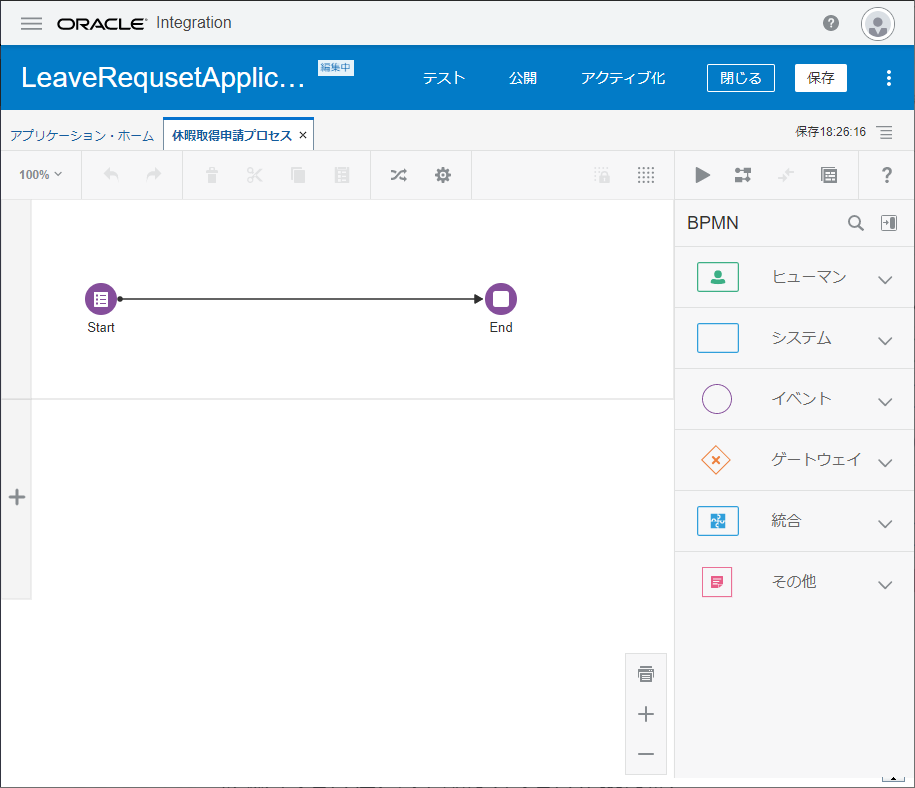 ORACLE Integration
LeaveRequsetApplic... 編集中 テスト 公開 アクティブ化 閉じる 保存
アプリケーション・ホーム 休暇取得申請プロセス × 保存18:26:16
100% ?
BPMN
ヒューマン
Start End
システム
イベント
ゲートウェイ
統合
その他